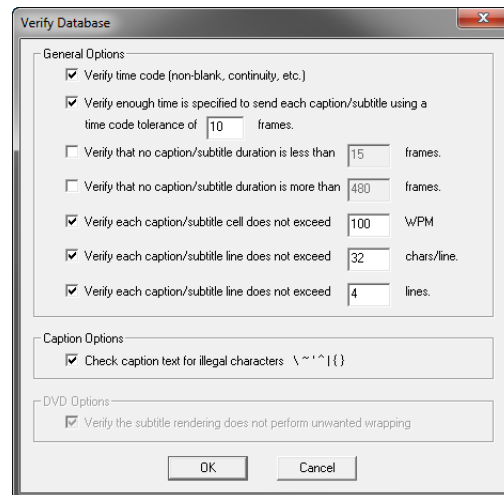 Verify Database
General Options
Verify time code (non-blank, continuity, etc.)
Verify enough time is specified to send each caption/subtitle using a
time code tolerance of 10 frames.
Verify that no caption/subtitle duration is less than 15 frames.
Verify that no caption/subtitle duration is more than 480 frames.
Verify each caption/subtitle cell does not exceed 100 WPM
Verify each caption/subtitle line does not exceed 32 chars/line.
Verify each caption/subtitle line does not exceed 4 lines.
Caption Options
Check caption text for illegal characters \ ~ ' ^ | { }
DVD Options
Verify the subtitle rendering does not perform unwanted wrapping
OK Cancel